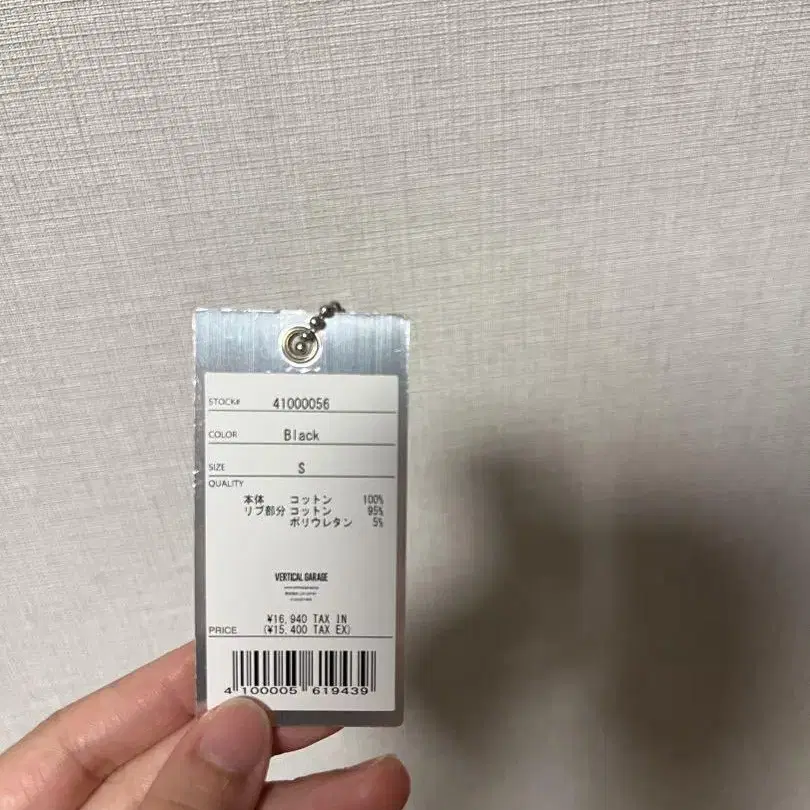 STOCK# 41000056
COLOR Black
SIZE S
QUALITY
本体 コットン 100%
リブ部分 コットン 95%
ポリウレタン 5%
VERTICAL GARAGE
¥16,940 TAX IN
PRICE (¥15,400 TAX EX)
4 100005 619439